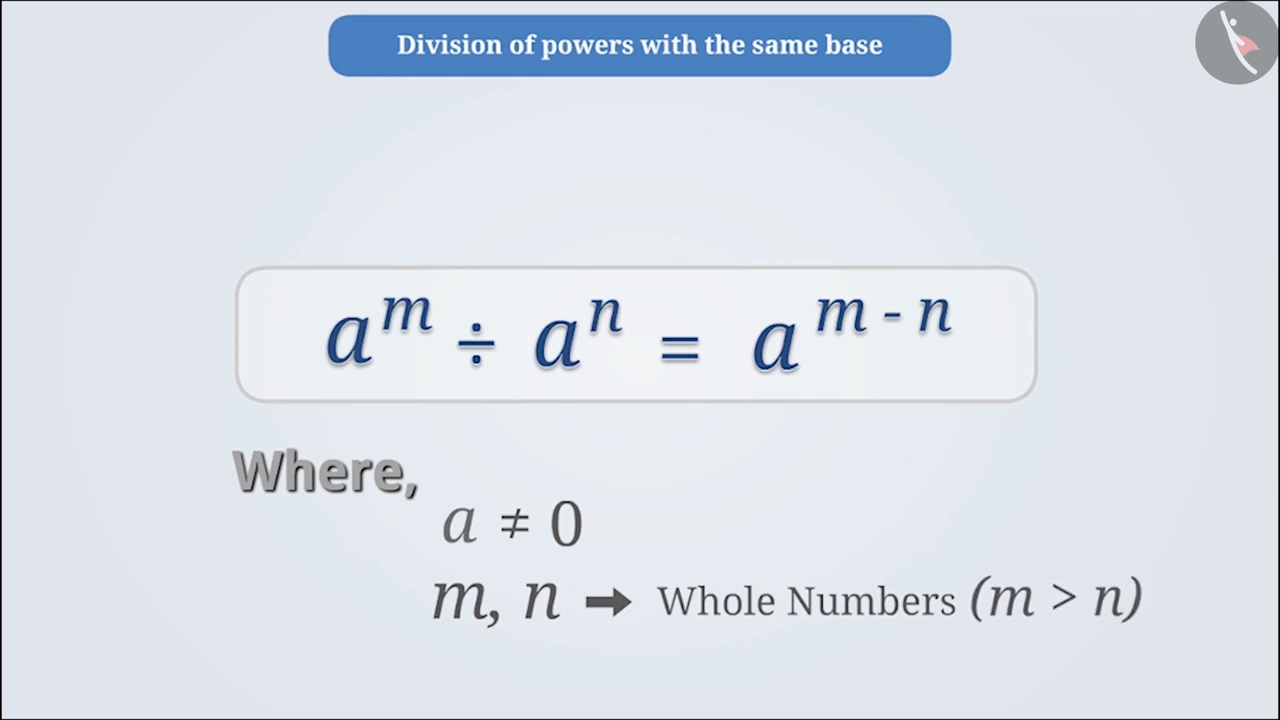 Division of powers with the same base
a^m ÷ a^n = a^(m - n)
Where,
a ≠ 0
m, n ➡ Whole Numbers (m > n)